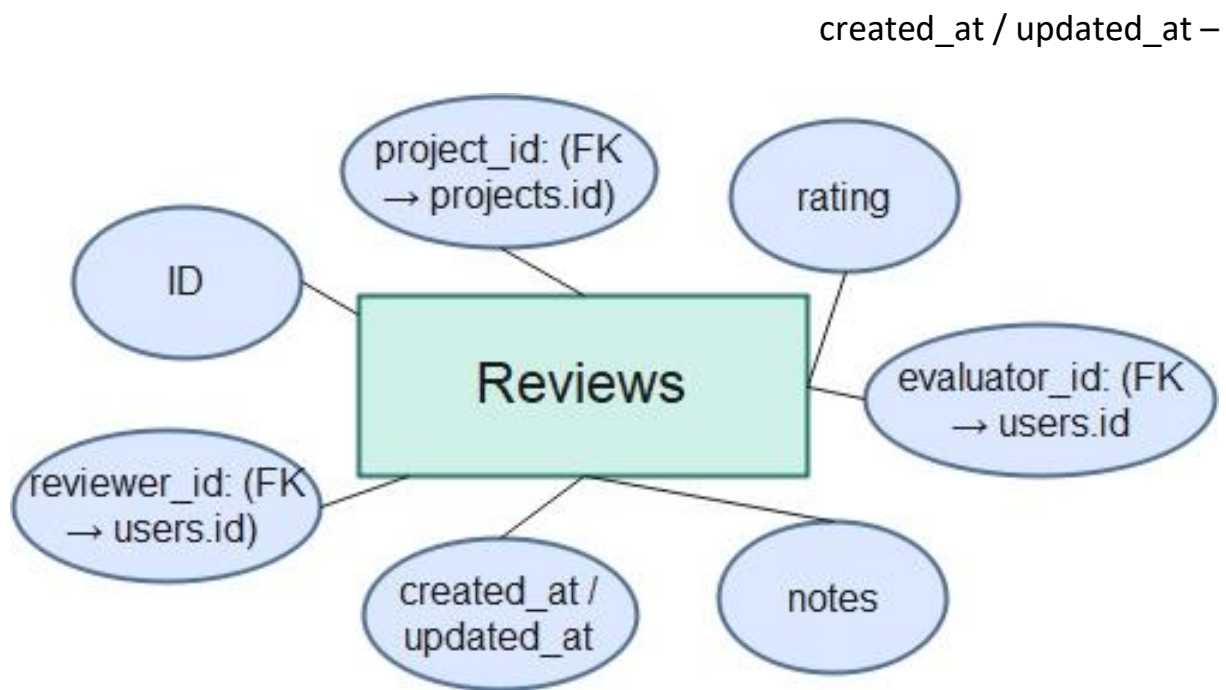 created_at / updated_at –
project_id: (FK
→ projects.id)
rating
ID
Reviews
evaluator_id: (FK
→ users.id
reviewer_id: (FK
→ users.id)
created_at /
updated_at
notes